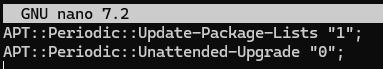 GNU nano 7.2
APT::Periodic::Update-Package-Lists "1";
APT::Periodic::Unattended-Upgrade "0";